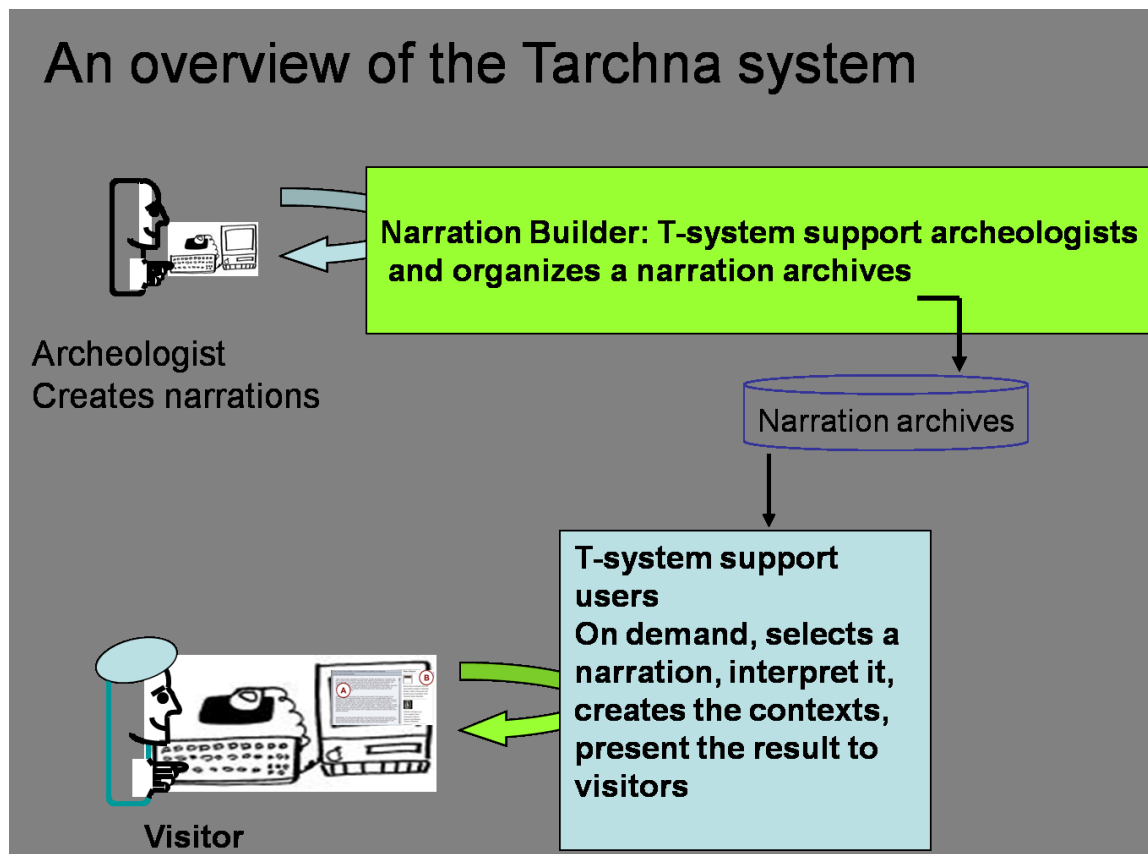 An overview of the Tarchna system
Narration Builder: T-system support archeologists
and organizes a narration archives
Archeologist
Creates narrations
Narration archives
T-system support
users
On demand, selects a
narration, interpret it,
creates the contexts,
present the result to
visitors
A
B
Visitor